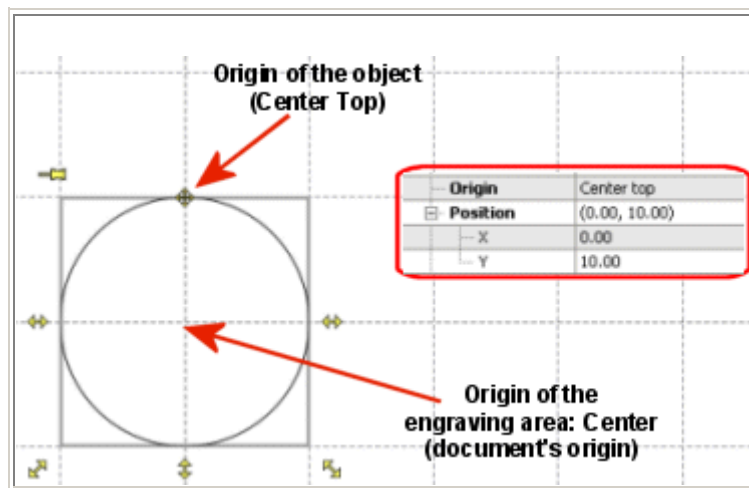 Origin of the object
(Center Top)
Origin Center top
Position (0.00, 10.00)
X 0.00
Y 10.00
Origin of the
engraving area: Center
(document's origin)